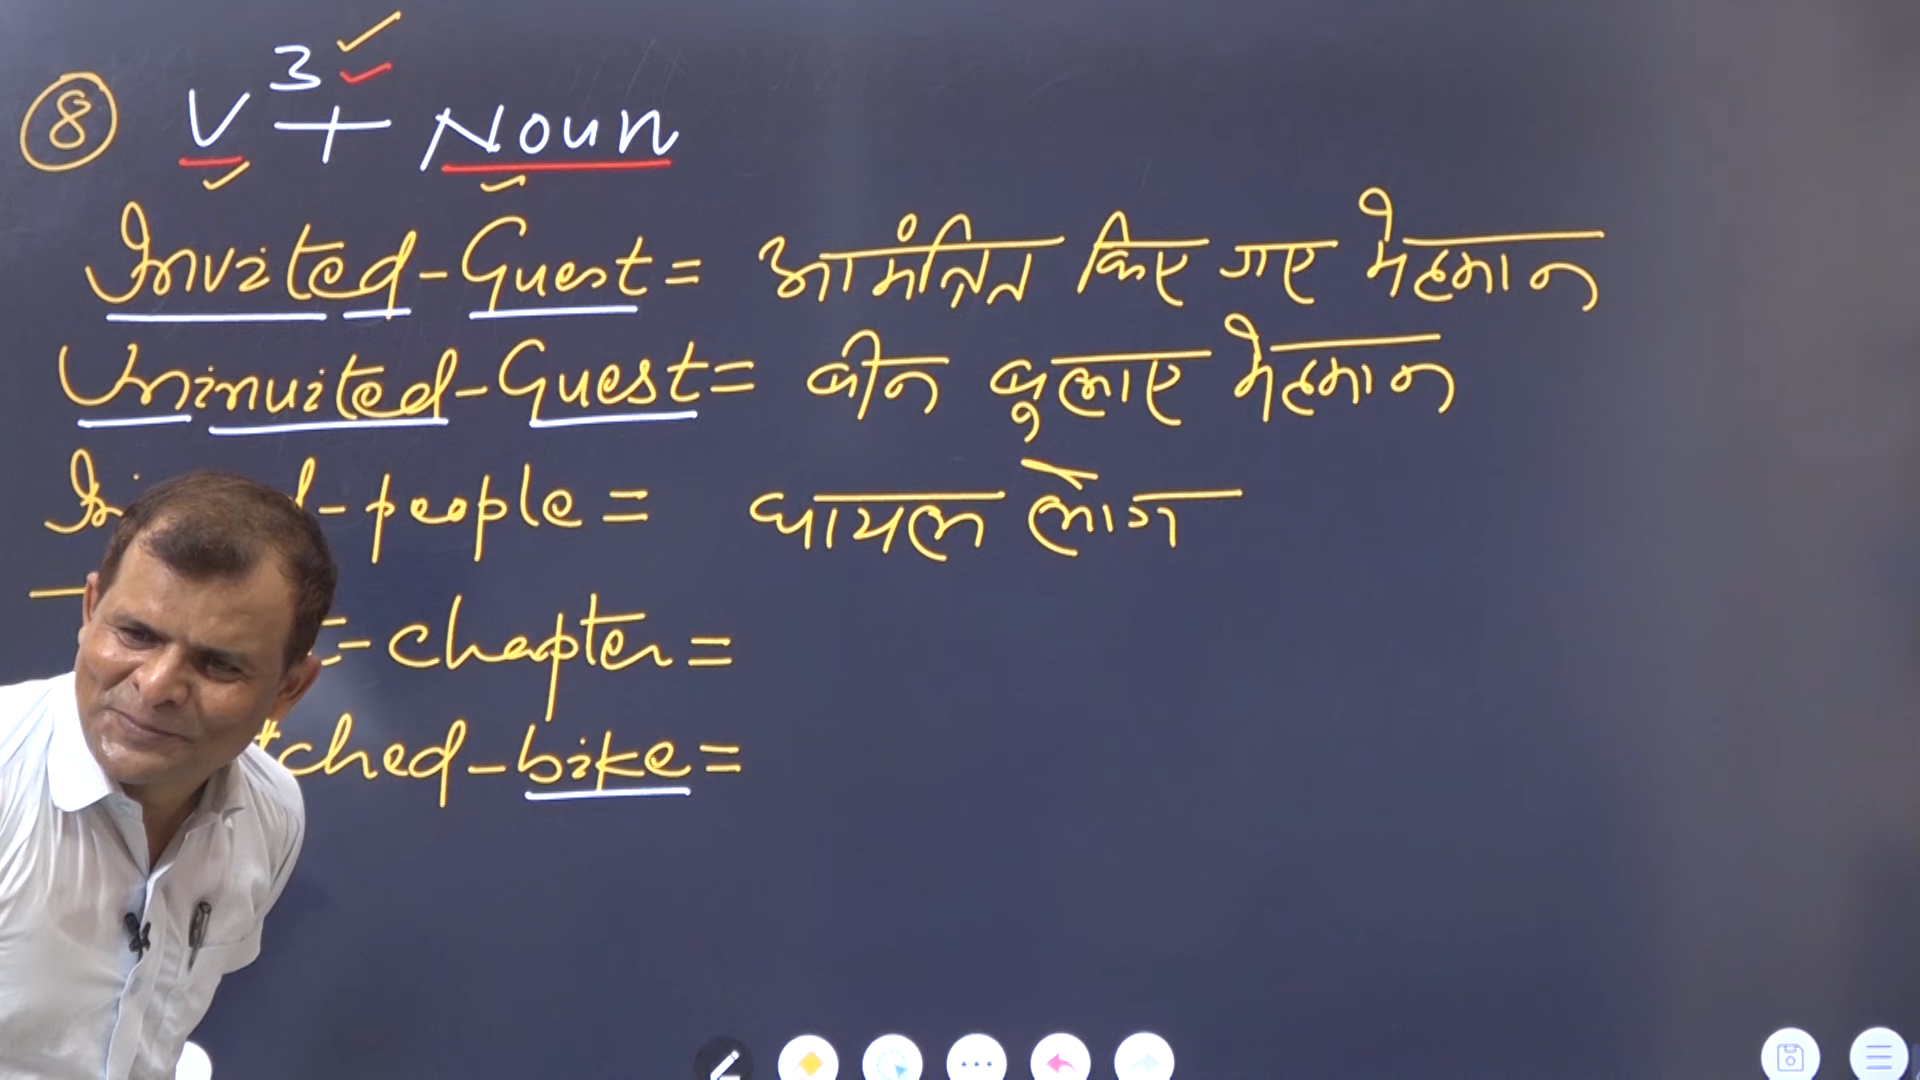 8 V3 + Noun
Invited-Guest = आमंत्रित किए गए मेहमान
Uninvited-Guest = बीन बुलाए मेहमान
-people = घायल लोग
-chapter =
-bike =